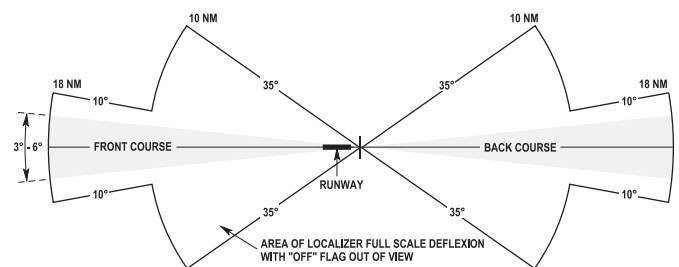 10 NM
10 NM
35°
35°
18 NM
18 NM
10°
10°
3° - 6°
FRONT COURSE
BACK COURSE
RUNWAY
10°
10°
35°
35°
AREA OF LOCALIZER FULL SCALE DEFLEXION
WITH "OFF" FLAG OUT OF VIEW